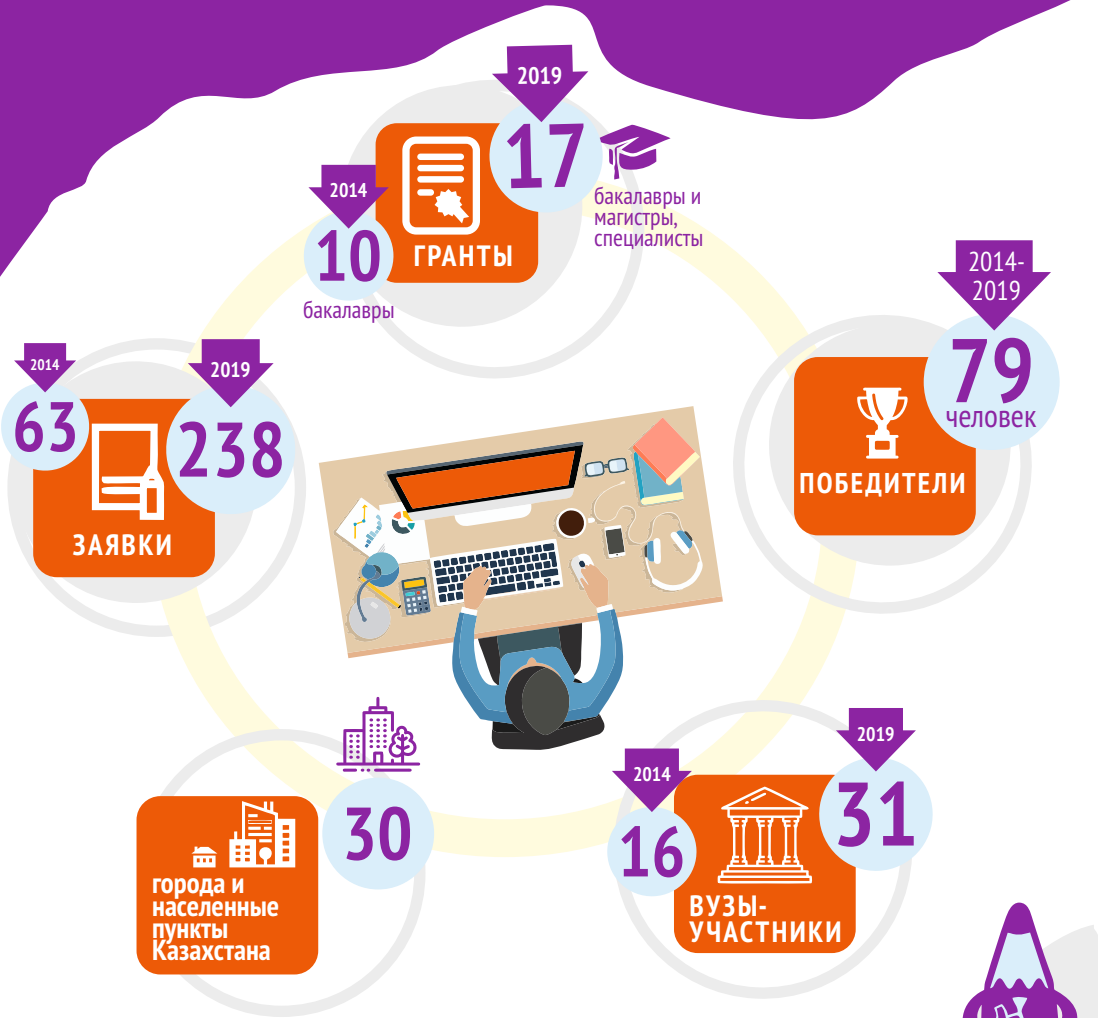 2019
17
бакалавры и
магистры,
специалисты
2014
10
бакалавры
ГРАНТЫ
2014-
2019
79
человек
ПОБЕДИТЕЛИ
2014
63
2019
238
ЗАЯВКИ
30
города и
населенные
пункты
Казахстана
2014
16
2019
31
ВУЗЫ-
УЧАСТНИКИ